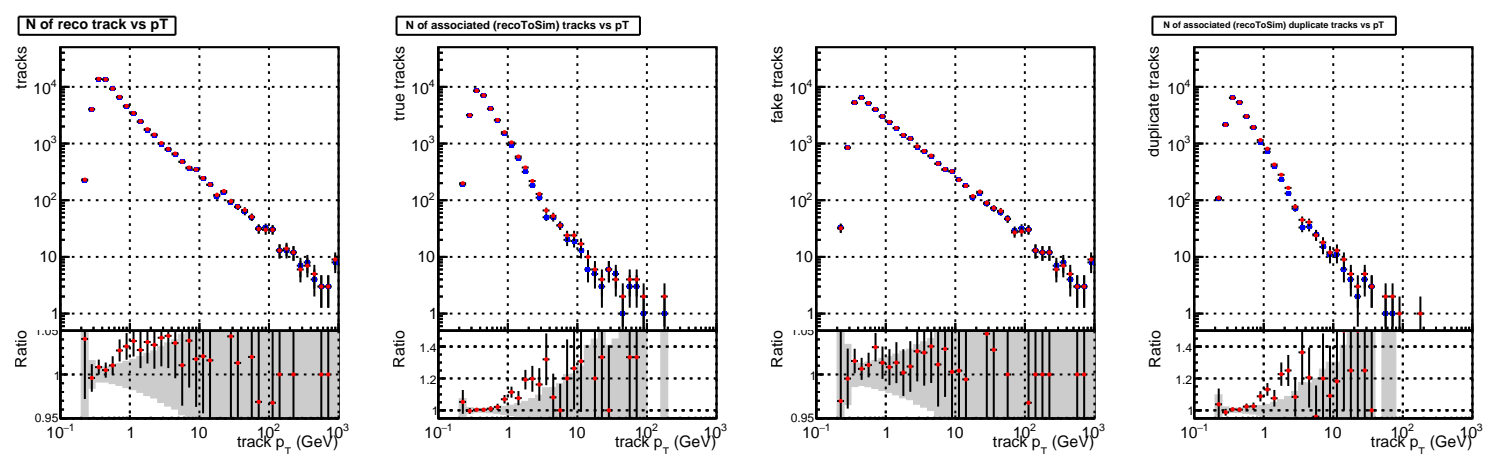 N of reco track vs pT
tracks
10^4
10^3
10^2
10
1
Ratio
1.05
1
0.95
10^-1 1 10 10^2 10^3
track p_T (GeV)
N of associated (recoToSim) tracks vs pT
true tracks
10^4
10^3
10^2
10
1
Ratio
1.4
1.2
1
10^-1 1 10 10^2 10^3
track p_T (GeV)
fake tracks
10^4
10^3
10^2
10
1
Ratio
1.05
1
0.95
10^-1 1 10 10^2 10^3
track p_T (GeV)
N of associated (recoToSim) duplicate tracks vs pT
duplicate tracks
10^4
10^3
10^2
10
1
Ratio
1.4
1.2
1
10^-1 1 10 10^2 10^3
track p_T (GeV)